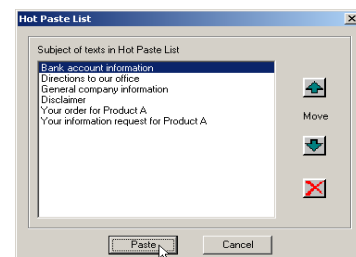 Hot Paste List
Subject of texts in Hot Paste List
Bank account information
Directions to our office
General company information
Disclaimer
Your order for Product A
Your information request for Product A
Move
Paste
Cancel